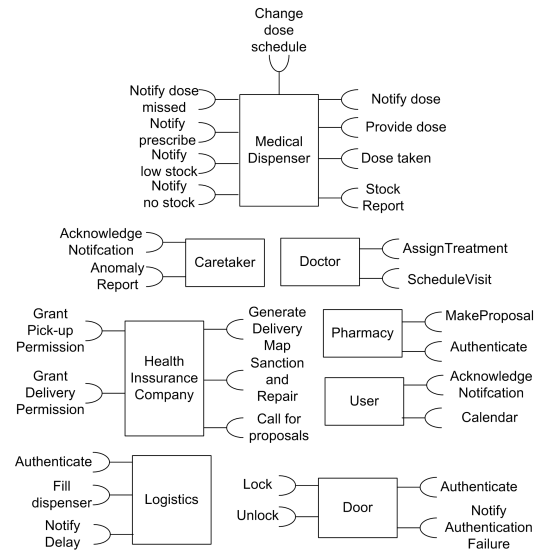 Change
dose
schedule
Notify dose
missed
Notify
prescribe
Notify
low stock
Notify
no stock
Medical
Dispenser
Notify dose
Provide dose
Dose taken
Stock
Report
Acknowledge
Notifcation
Anomaly
Report
Caretaker
Doctor
AssignTreatment
ScheduleVisit
Grant
Pick-up
Permission
Grant
Delivery
Permission
Health
Inssurance
Company
Generate
Delivery
Map
Sanction
and
Repair
Call for
proposals
Pharmacy
MakeProposal
Authenticate
User
Acknowledge
Notifcation
Calendar
Authenticate
Fill
dispenser
Notify
Delay
Logistics
Lock
Unlock
Door
Authenticate
Notify
Authentication
Failure